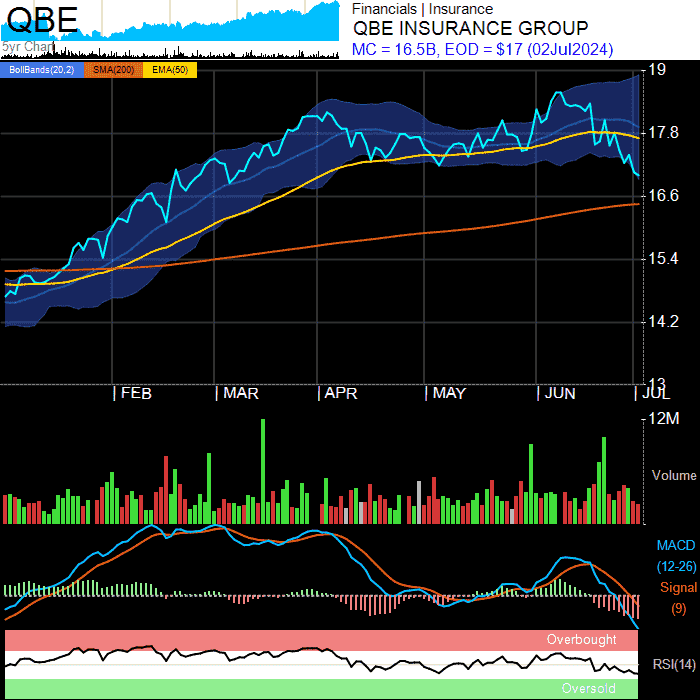 QBE
5yr Chart
Financials | Insurance
QBE INSURANCE GROUP
MC = 16.5B, EOD = $17 (02Jul2024)
BollBands(20,2) SMA(200) EMA(50)
19
17.8
16.6
15.4
14.2
13
FEB MAR APR MAY JUN JUL
12M
Volume
MACD
(12-26)
Signal
(9)
Overbought
RSI(14)
Oversold